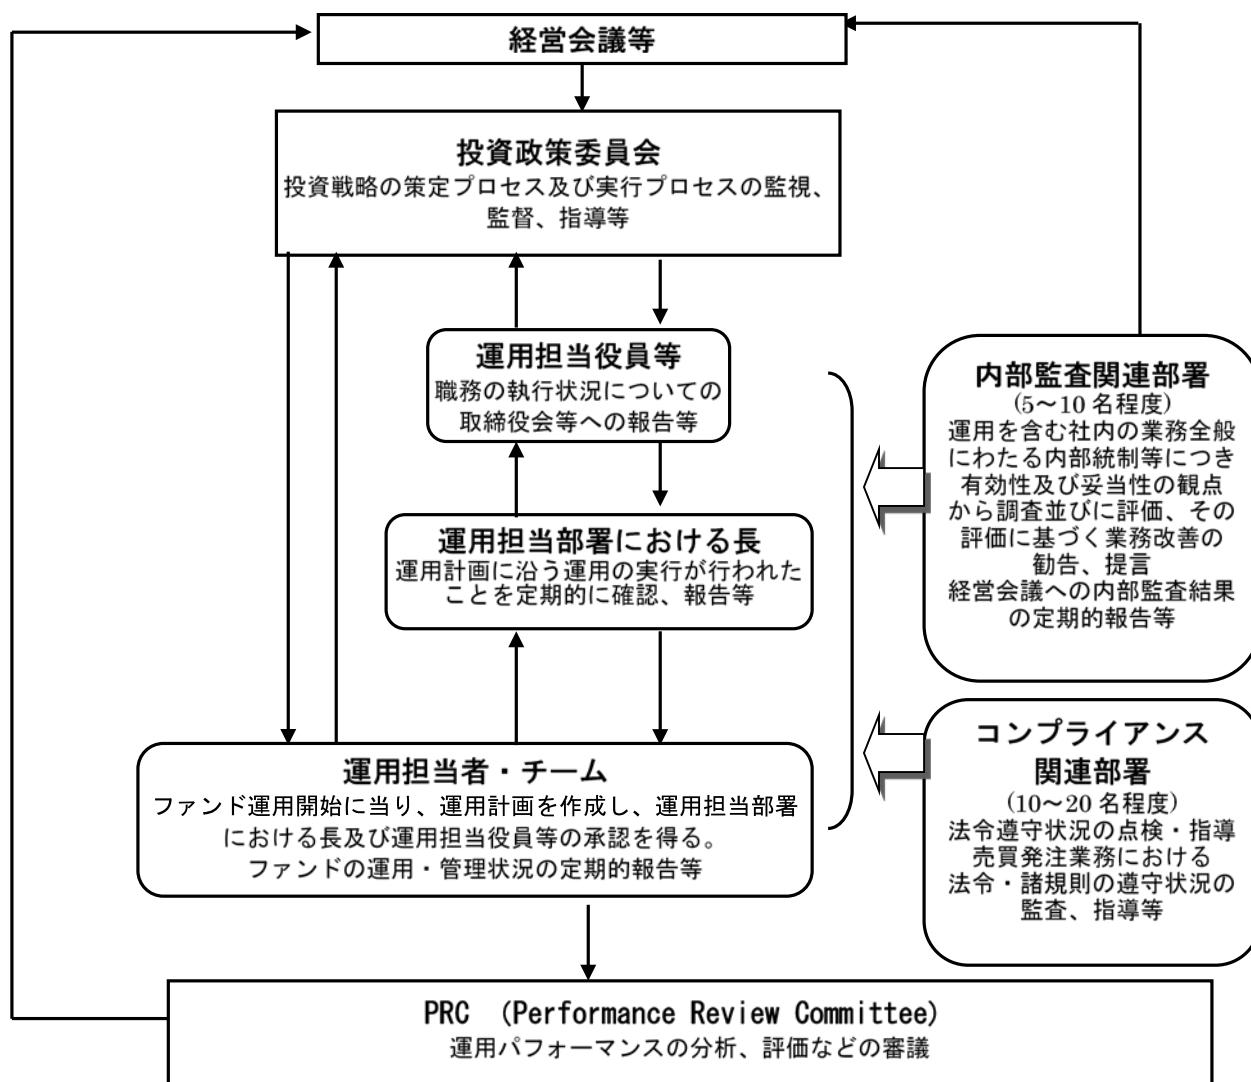 経営会議等
投資政策委員会
投資戦略の策定プロセス及び実行プロセスの監視、
監督、指導等
運用担当役員等
職務の執行状況についての
取締役会等への報告等
運用担当部署における長
運用計画に沿う運用の実行が行われた
ことを定期的に確認、報告等
運用担当者・チーム
ファンド運用開始に当り、運用計画を作成し、運用担当部署
における長及び運用担当役員等の承認を得る。
ファンドの運用・管理状況の定期的報告等
内部監査関連部署
(5～10 名程度)
運用を含む社内の業務全般
にわたる内部統制等につき
有効性及び妥当性の観点
から調査並びに評価、その
評価に基づく業務改善の
勧告、提言
経営会議への内部監査結果
の定期的報告等
コンプライアンス
関連部署
(10～20 名程度)
法令遵守状況の点検・指導
売買発注業務における
法令・諸規則の遵守状況の
監査、指導等
PRC (Performance Review Committee)
運用パフォーマンスの分析、評価などの審議